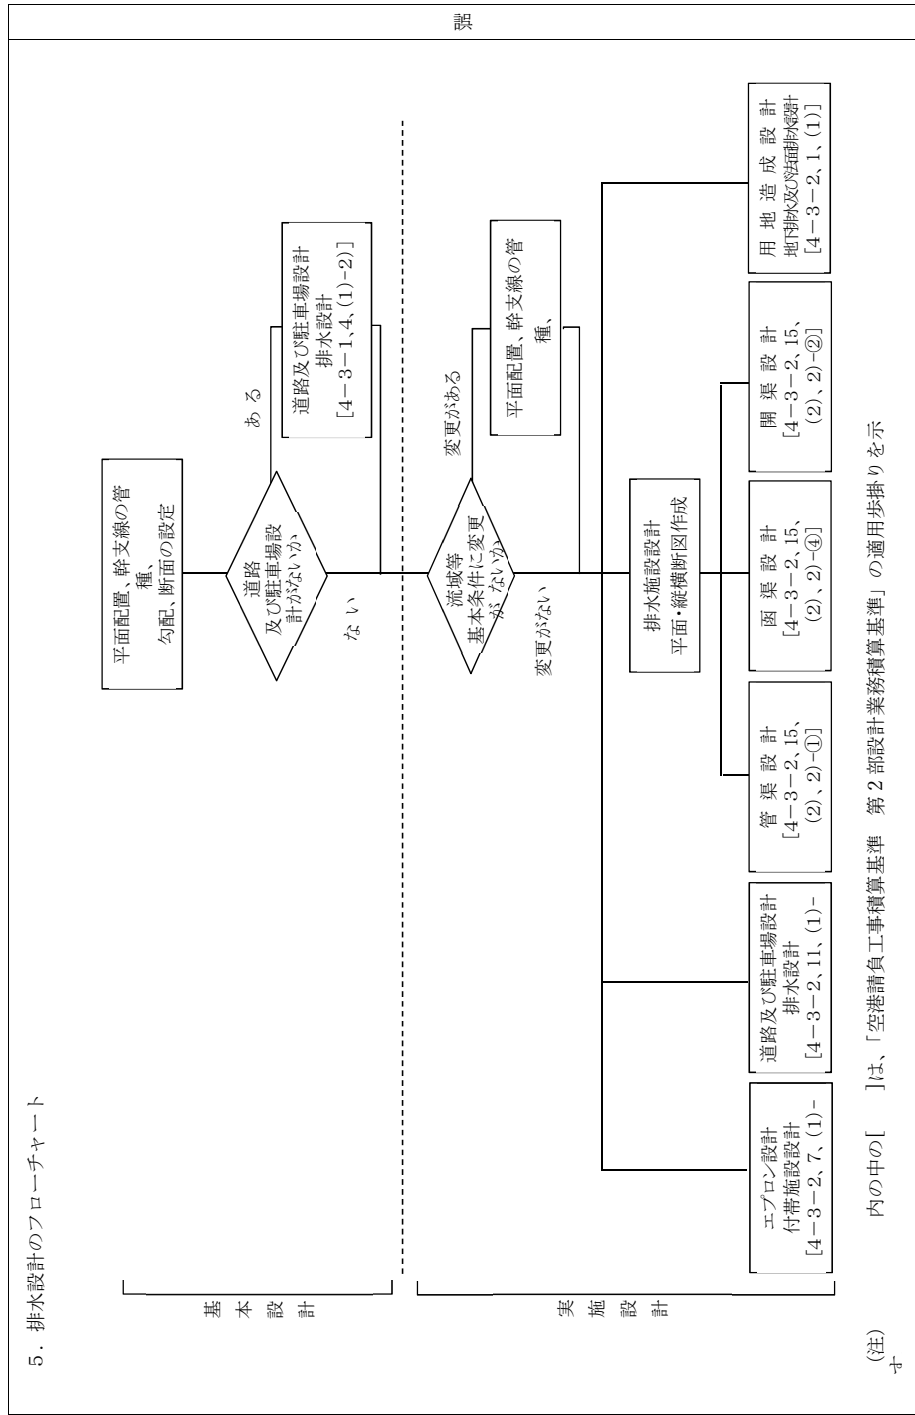 誤
5．排水設計のフローチャート
基本設計
平面配置、幹支線の管
種、
勾配、断面の設定
道路
及び駐車場設
計がないか
ある
ない
道路及び駐車場設計
排水設計
[4－3－1、4、(1)-2)]
実施設計
流域等
基本条件に変更
が ないか
変更がある
変更がない
平面配置、幹支線の管
種、
排水施設設計
平面・縦横断図作成
エプロン設計
付帯施設設計
[4－3－2、7、(1)－
道路及び駐車場設計
排水設計
[4－3－2、11、(1)－
管渠設計
[4－3－2、15、
(2)、2)－①]
函渠設計
[4－3－2、15、
(2)、2)－④]
開渠設計
[4－3－2、15、
(2)、2)－②]
用地造成設計
地下排水及び法面排水設計
[4－3－2、1、(1)]
(注)　　　内の中の[　　]は、「空港請負工事積算基準　第２部設計業務積算基準」の適用歩掛りを示
す